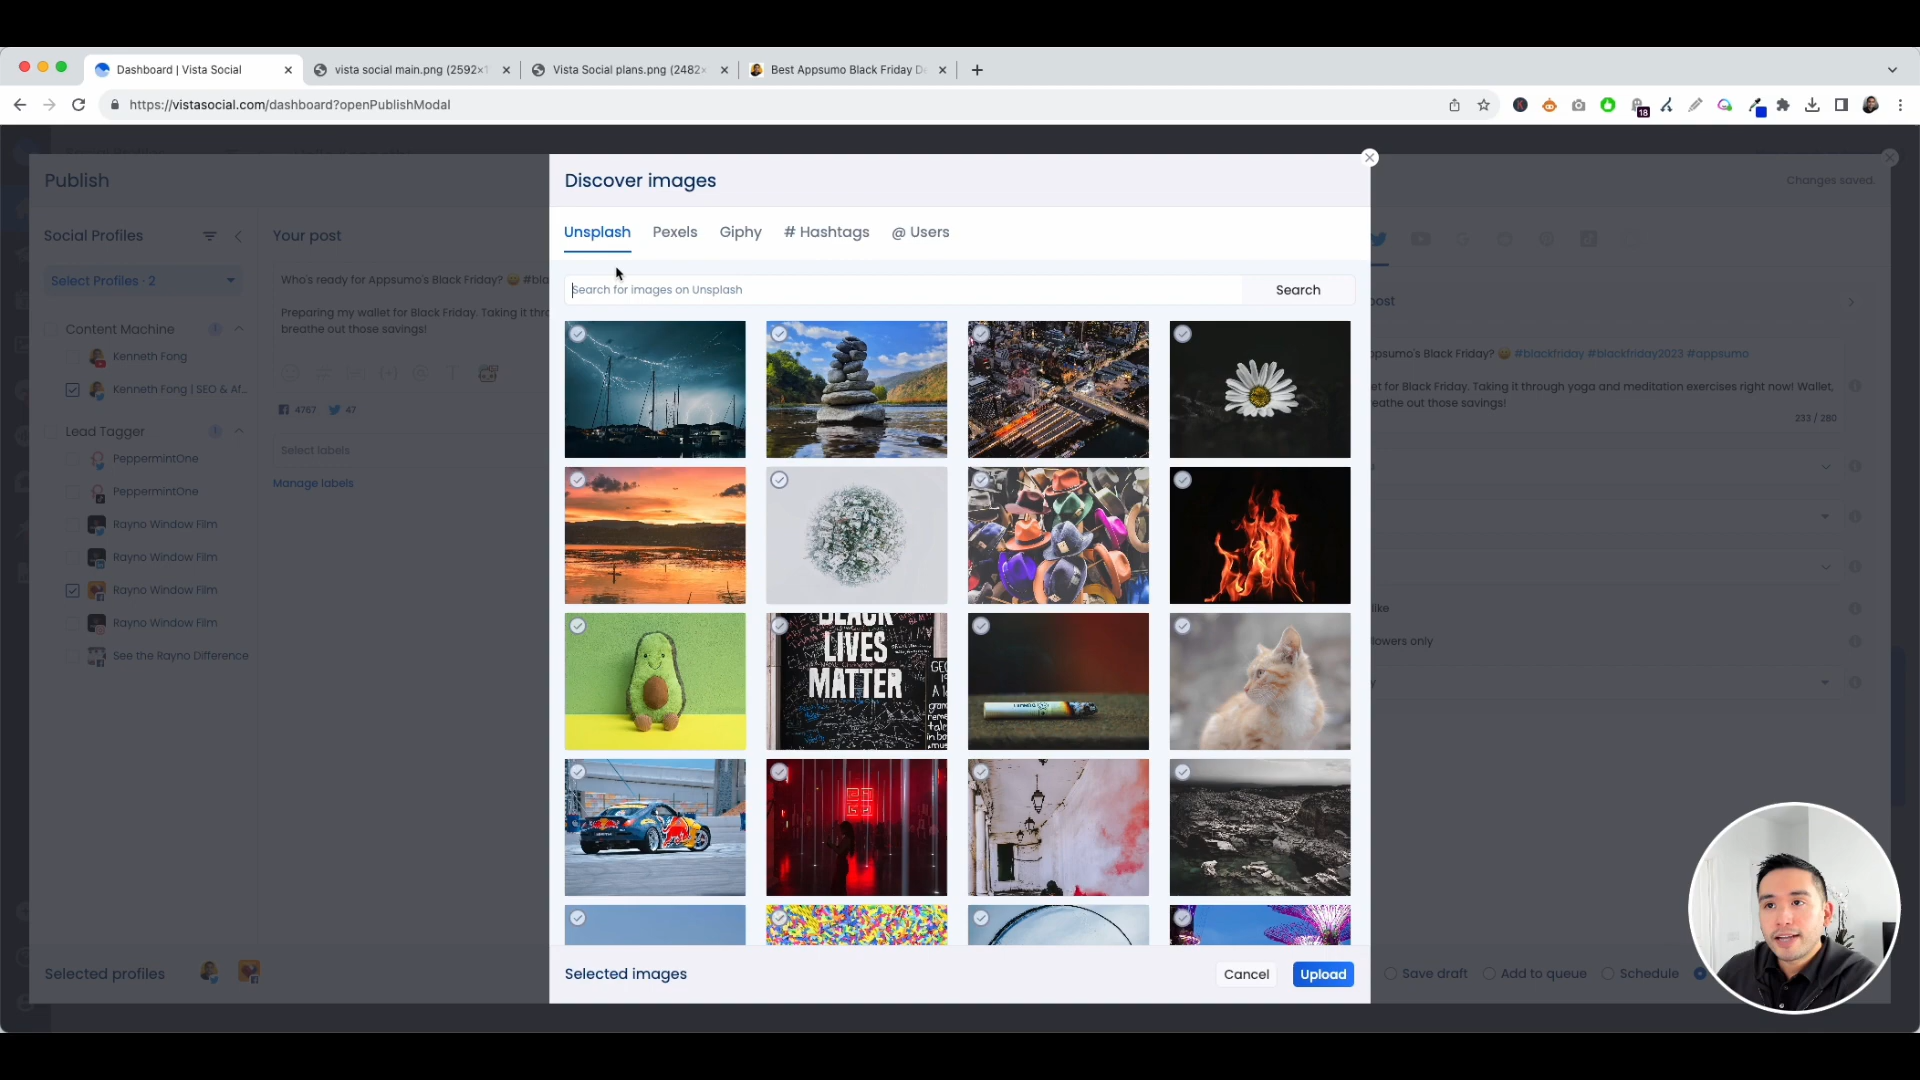 Dashboard | Vista Social
vista social main.png (2592×1
Vista Social plans.png (2482×
Best Appsumo Black Friday De
https://vistasocial.com/dashboard?openPublishModal
18
Publish
Discover images
Changes saved.
Social Profiles
Your post
Unsplash
Pexels
Giphy
# Hashtags
@ Users
Select Profiles · 2
Who's ready for Appsumo's Black Friday? 😄 #bla
Search for images on Unsplash
Search
post
Preparing my wallet for Black Friday. Taking it thro
breathe out those savings!
Content Machine
Kenneth Fong
Kenneth Fong | SEO & Af...
ppsumo's Black Friday? 😄 #blackfriday #blackfriday2023 #appsumo
et for Black Friday. Taking it through yoga and meditation exercises right now! Wallet,
eathe out those savings!
233 / 280
4767
47
Lead Tagger
Select labels
PeppermintOne
Manage labels
PeppermintOne
Rayno Window Film
Rayno Window Film
Rayno Window Film
Rayno Window Film
See the Rayno Difference
like
lowers only
BLACK
LIVES
MATTER
Selected profiles
Selected images
Cancel
Upload
Save draft
Add to queue
Schedule